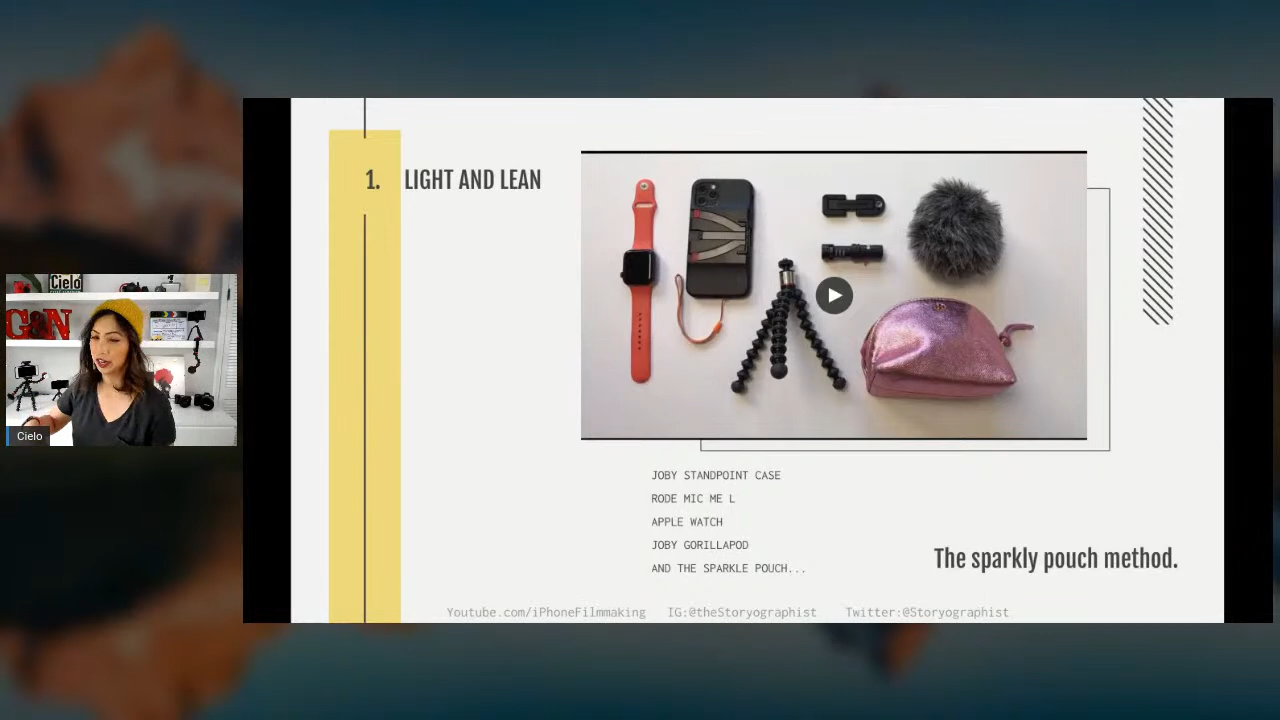 1. LIGHT AND LEAN
JOBY STANDPOINT CASE
RODE MIC ME L
APPLE WATCH
JOBY GORILLAPOD
AND THE SPARKLE POUCH...
The sparkly pouch method.
Youtube.com/iPhoneFilmmaking IG:@theStoryographist Twitter:@Storyographist
Cielo
G&N
Cielo